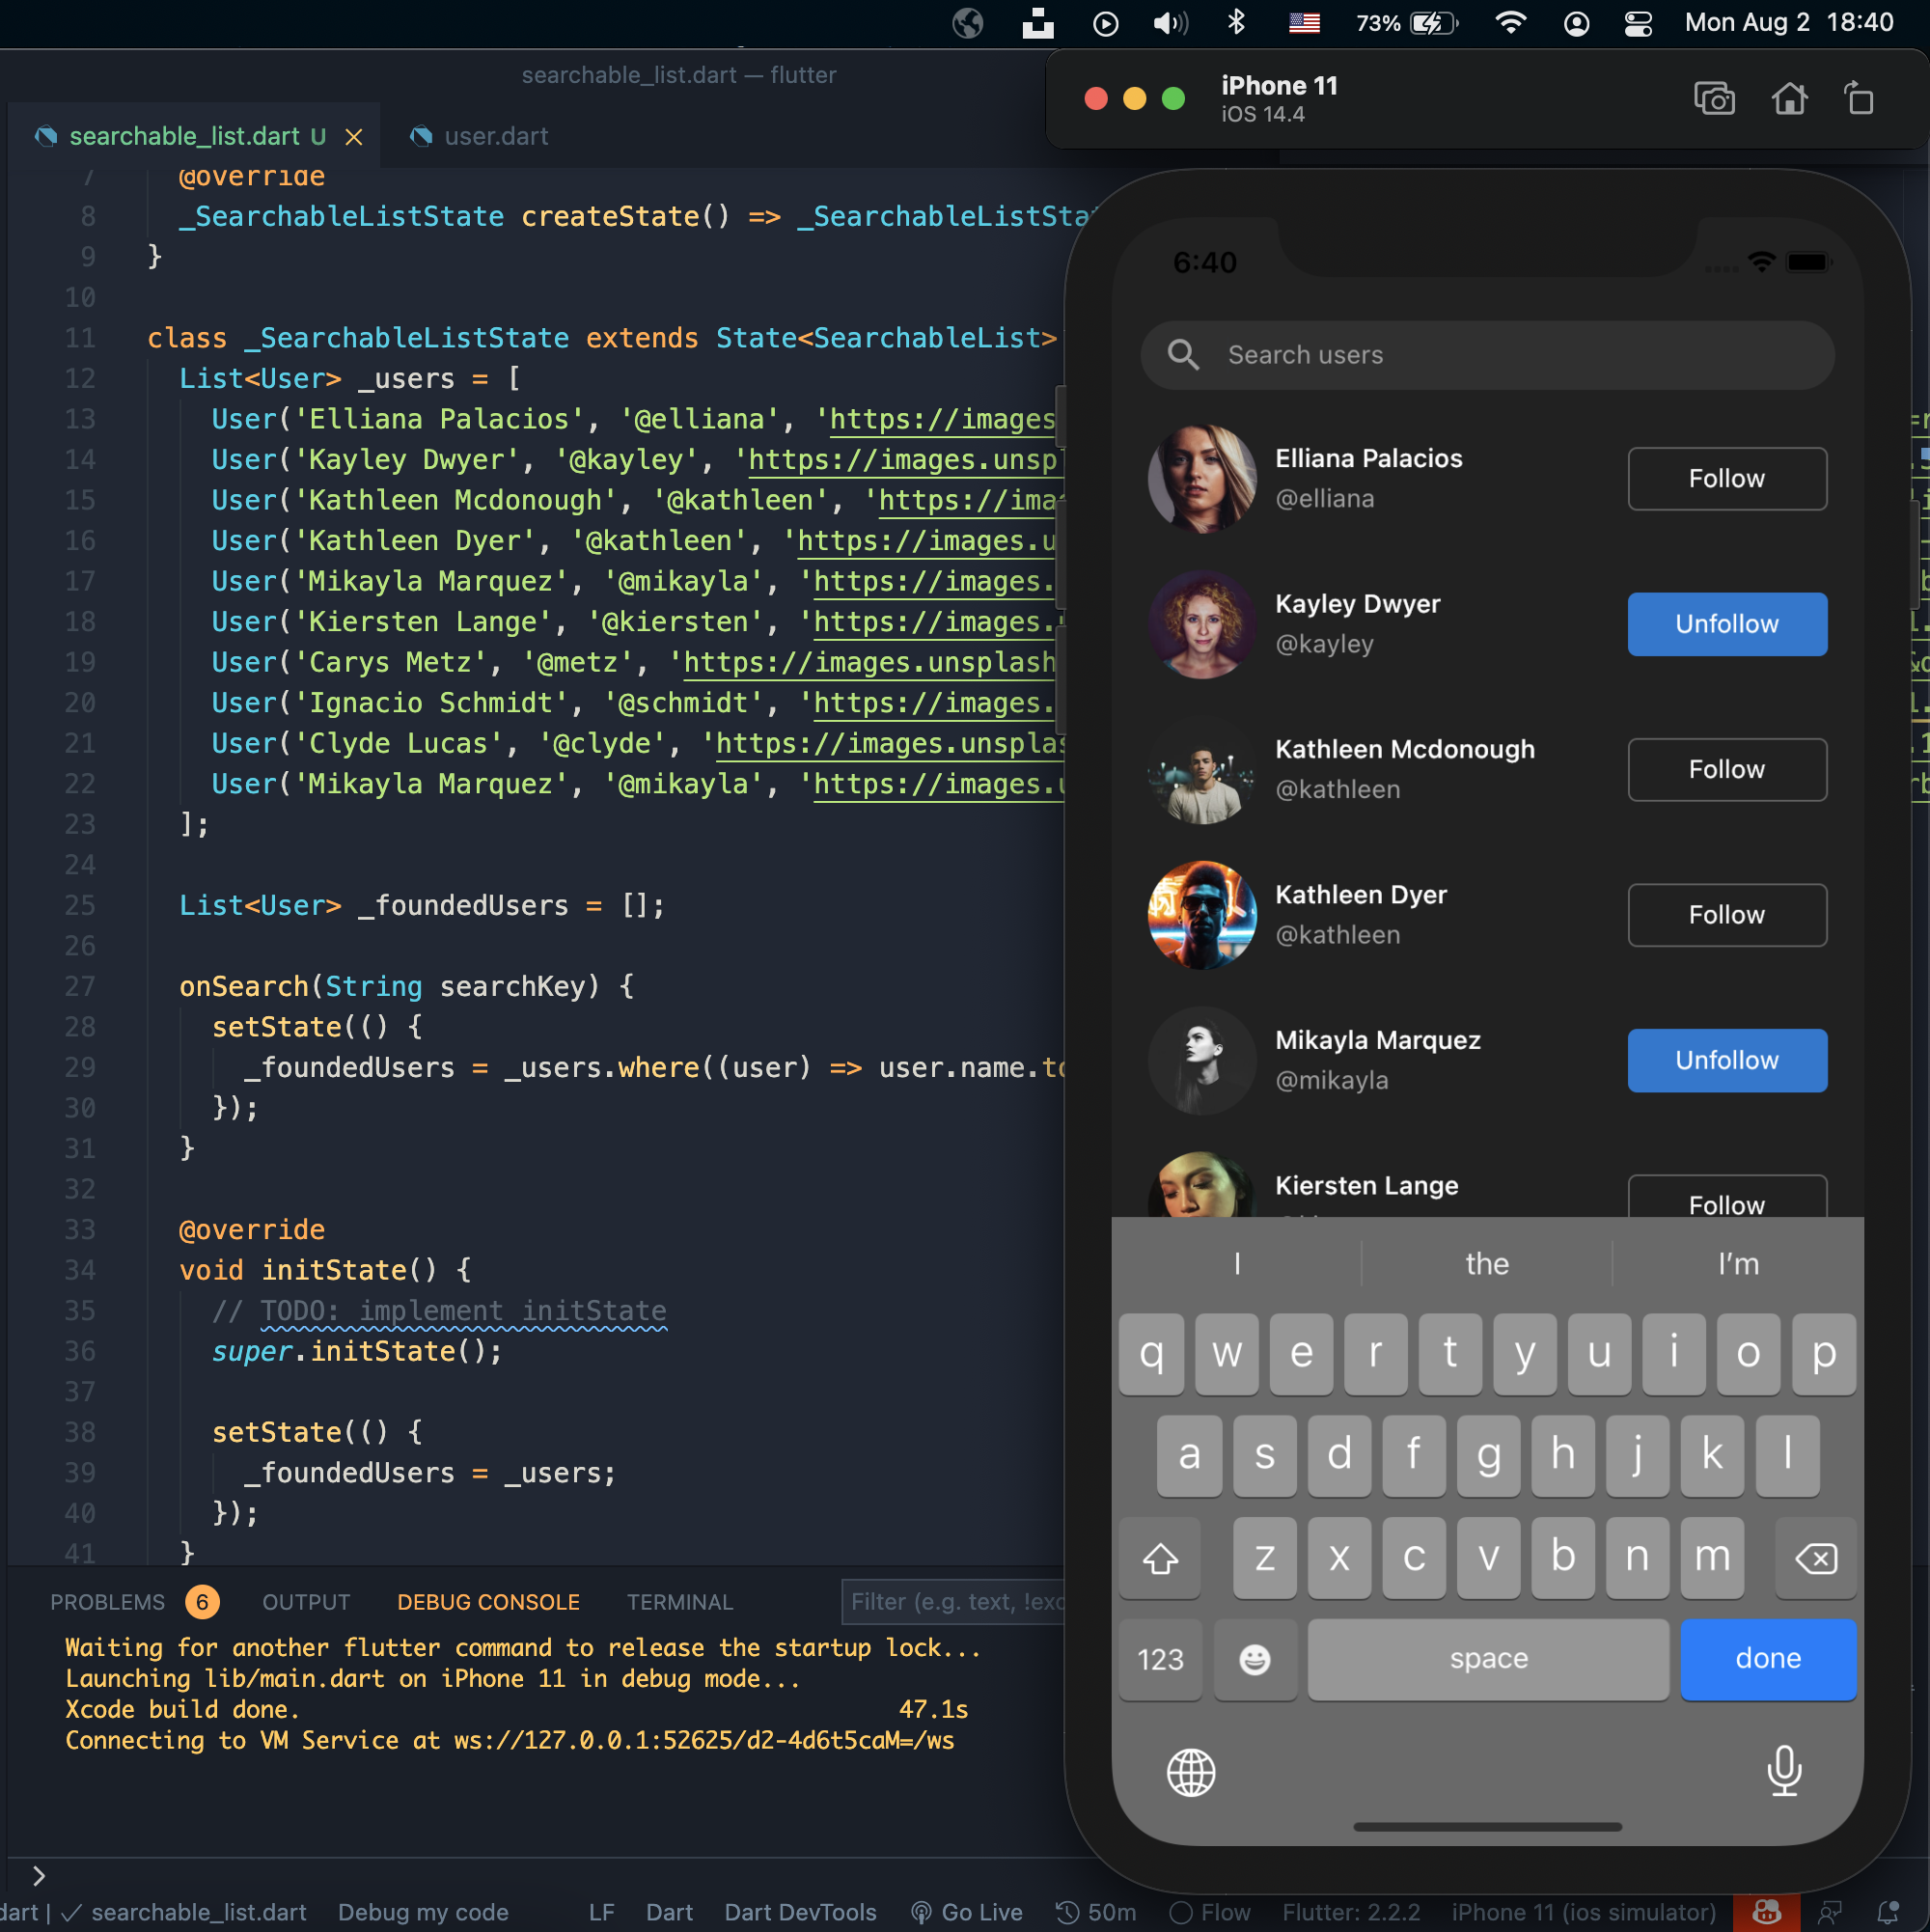 73%
Mon Aug 2 18:40
searchable_list.dart — flutter
searchable_list.dart U
user.dart
7 @override
8 _SearchableListState createState() => _SearchableListSta
9 }
10
11 class _SearchableListState extends State<SearchableList>
12 List<User> _users = [
13 User('Elliana Palacios', '@elliana', 'https://images
14 User('Kayley Dwyer', '@kayley', 'https://images.unsp
15 User('Kathleen Mcdonough', '@kathleen', 'https://ima
16 User('Kathleen Dyer', '@kathleen', 'https://images.u
17 User('Mikayla Marquez', '@mikayla', 'https://images.
18 User('Kiersten Lange', '@kiersten', 'https://images.
19 User('Carys Metz', '@metz', 'https://images.unsplash
20 User('Ignacio Schmidt', '@schmidt', 'https://images.
21 User('Clyde Lucas', '@clyde', 'https://images.unsplas
22 User('Mikayla Marquez', '@mikayla', 'https://images.u
23 ];
24
25 List<User> _foundedUsers = [];
26
27 onSearch(String searchKey) {
28 setState(() {
29 _foundedUsers = _users.where((user) => user.name.to
30 });
31 }
32
33 @override
34 void initState() {
35 // TODO: implement initState
36 super.initState();
37
38 setState(() {
39 _foundedUsers = _users;
40 });
41 }
PROBLEMS 6 OUTPUT DEBUG CONSOLE TERMINAL
Filter (e.g. text, !exc
Waiting for another flutter command to release the startup lock...
Launching lib/main.dart on iPhone 11 in debug mode...
Xcode build done. 47.1s
Connecting to VM Service at ws://127.0.0.1:52625/d2-4d6t5caM=/ws
dart | searchable_list.dart Debug my code LF Dart Dart DevTools Go Live 50m Flow Flutter: 2.2.2 iPhone 11 (ios simulator)
iPhone 11
iOS 14.4
6:40
Search users
Elliana Palacios
@elliana
Follow
Kayley Dwyer
@kayley
Unfollow
Kathleen Mcdonough
@kathleen
Follow
Kathleen Dyer
@kathleen
Follow
Mikayla Marquez
@mikayla
Unfollow
Kiersten Lange
Follow
I the I'm
q w e r t y u i o p
a s d f g h j k l
z x c v b n m
123 space done